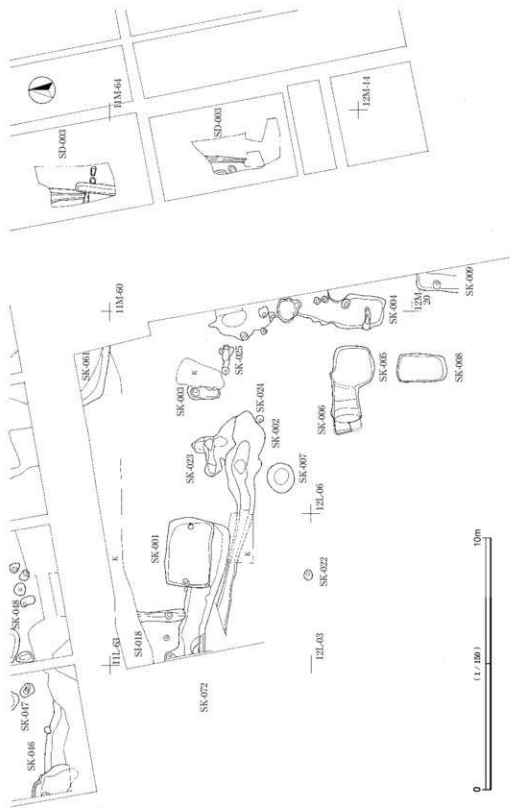 11M-64
SD-003
SD-003
12M-14
11M-60
SK-061
SK-003
K
SK-025
SK-004
12M-20
SK-009
SK-024
SK-002
SK-023
SK-006
SK-005
SK-008
SK-007
12L-06
SK-001
K
K
SK-022
SK-048
11L-63
SI-018
12L-03
SK-047
SK-046
SK-072
0
(1/150)
10m